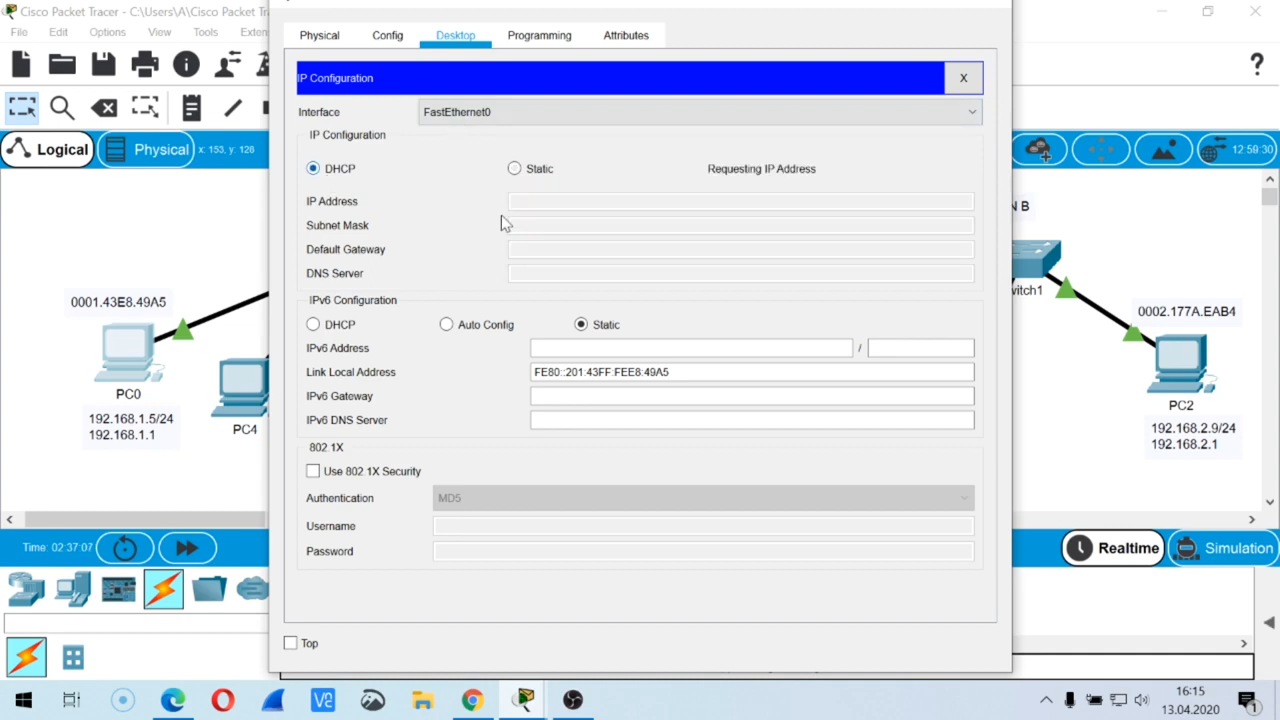 Cisco Packet Tracer - C:\Users\A\Cisco Packet Tra
File Edit Options View Tools Exten
Logical
Physical
x: 153, y: 128
12:59:30
Physical Config Desktop Programming Attributes
IP Configuration
X
Interface
FastEthernet0
IP Configuration
DHCP
Static
Requesting IP Address
IP Address
Subnet Mask
Default Gateway
DNS Server
IPv6 Configuration
DHCP
Auto Config
Static
IPv6 Address
/
Link Local Address
FE80::201:43FF:FEE8:49A5
IPv6 Gateway
IPv6 DNS Server
802.1X
Use 802.1X Security
Authentication
MD5
Username
Password
Top
0001.43E8.49A5
PC0
192.168.1.5/24
192.168.1.1
PC4
N B
witch1
0002.177A.EAB4
PC2
192.168.2.9/24
192.168.2.1
Time: 02:37:07
Realtime
Simulation
16:15
13.04.2020
1